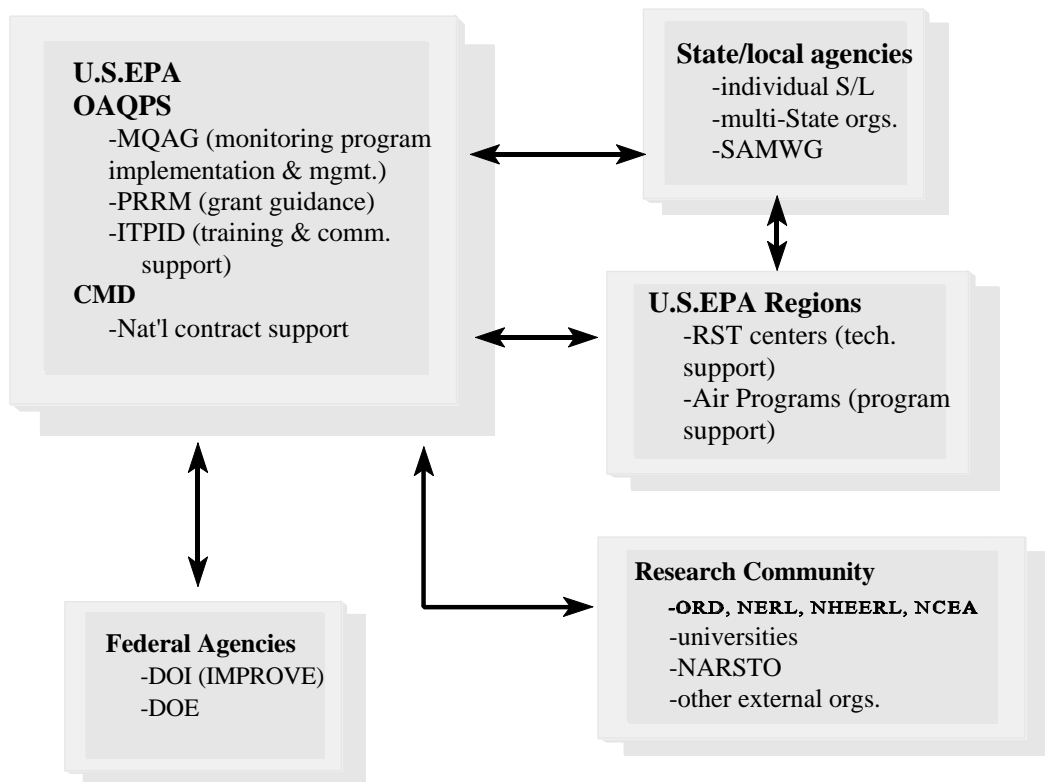 U.S.EPA
OAQPS
-MQAG (monitoring program
implementation & mgmt.)
-PRRM (grant guidance)
-ITPID (training & comm.
support)
CMD
-Nat'l contract support
State/local agencies
-individual S/L
-multi-State orgs.
-SAMWG
U.S.EPA Regions
-RST centers (tech.
support)
-Air Programs (program
support)
Research Community
-ORD, NERL, NHEERL, NCEA
-universities
-NARSTO
-other external orgs.
Federal Agencies
-DOI (IMPROVE)
-DOE